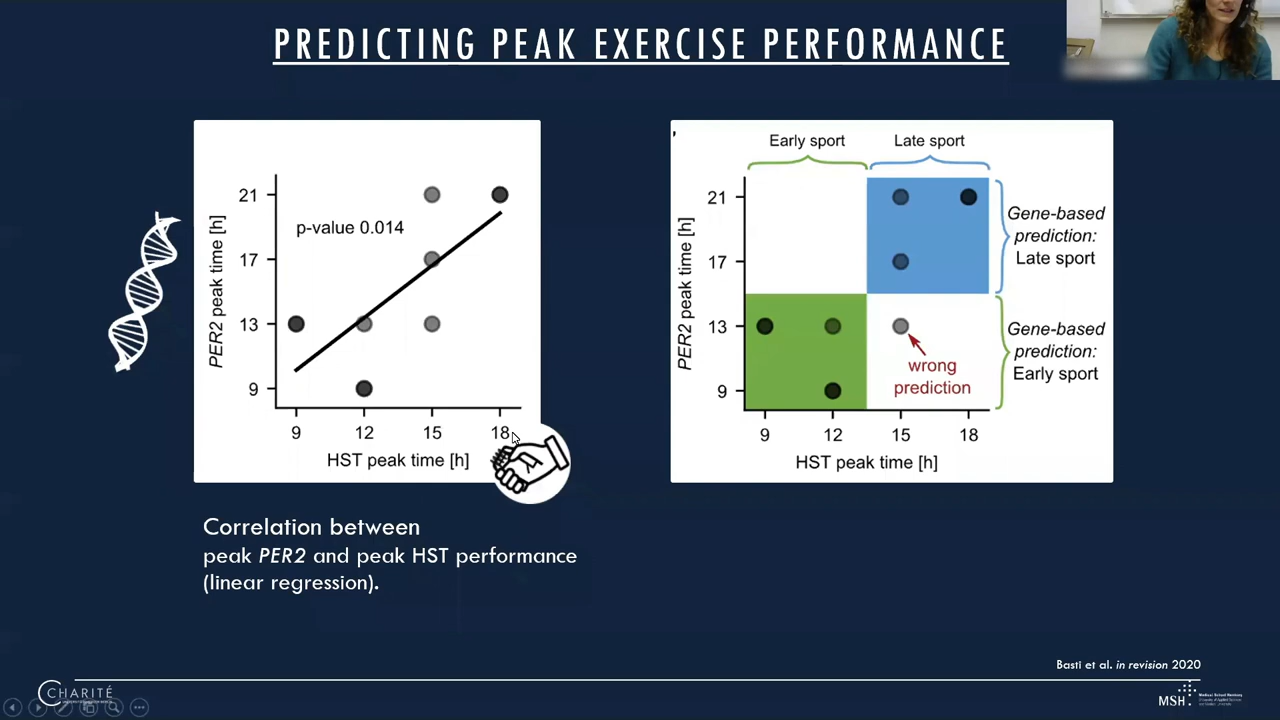 PREDICTING PEAK EXERCISE PERFORMANCE
21
17
13
9
PER2 peak time [h]
p-value 0.014
9 12 15 18
HST peak time [h]
Early sport Late sport
21
17
13
9
PER2 peak time [h]
Gene-based
prediction:
Late sport
Gene-based
prediction:
Early sport
wrong
prediction
9 12 15 18
HST peak time [h]
Correlation between
peak PER2 and peak HST performance
(linear regression).
Basti et al. in revision 2020
CHARITÉ
MSH